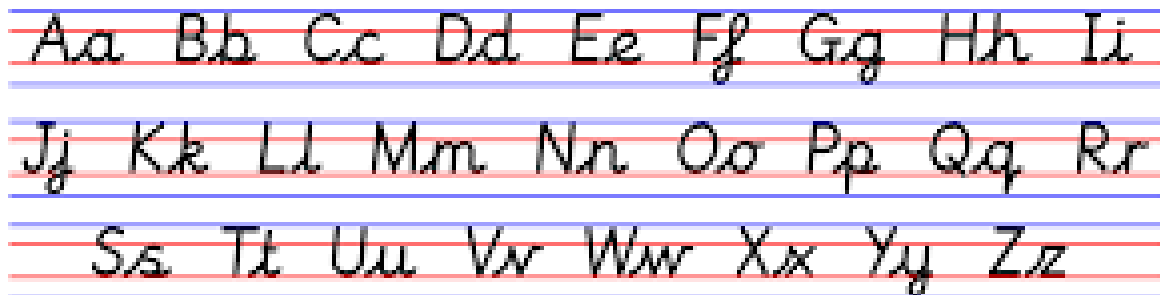 Aa Bb Cc Dd Ee Ff Gg Hh Ii
Jj Kk Ll Mm Nn Oo Pp Qq Rr
Ss Tt Uu Vv Ww Xx Yy Zz